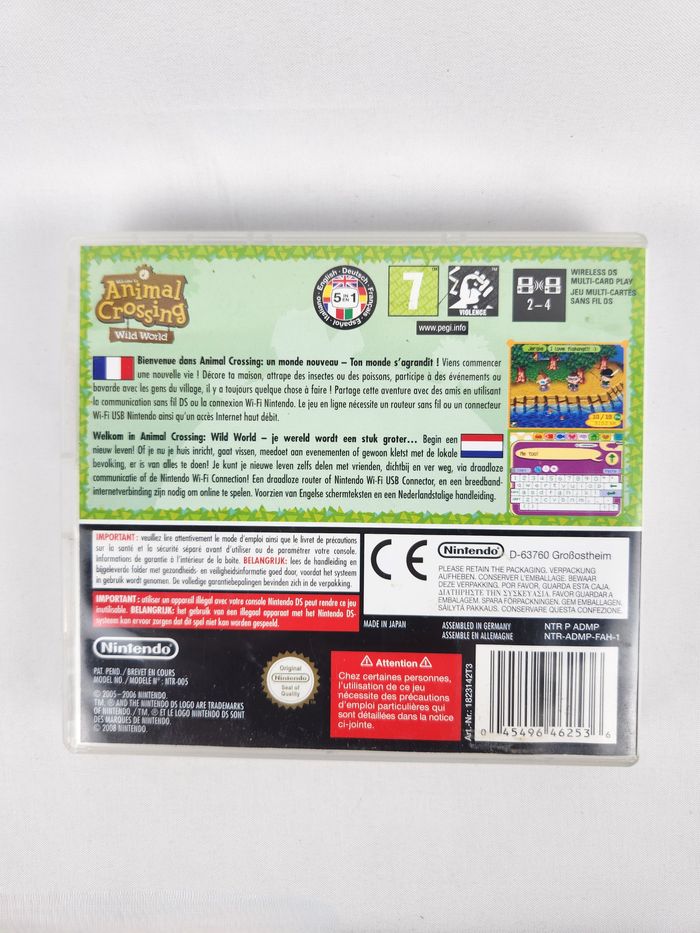 Welcome to
Animal
Crossing
Wild World
English · Deutsch · Français · Español · Italiano
5 IN EN 1
7
www.pegi.info
VIOLENCE
2-4
WIRELESS DS
MULTI-CARD PLAY
JEU MULTI-CARTES
SANS FIL DS
Bienvenue dans Animal Crossing: un monde nouveau – Ton monde s'agrandit ! Viens commencer
une nouvelle vie ! Décore ta maison, attrape des insectes ou des poissons, participe à des événements ou
bavarde avec les gens du village, il y a toujours quelque chose à faire ! Partage cette aventure avec des amis en utilisant
la communication sans fil DS ou la connexion Wi-Fi Nintendo. Le jeu en ligne nécessite un routeur sans fil ou un connecteur
Wi-Fi USB Nintendo ainsi qu'un accès Internet haut débit.
Welkom in Animal Crossing: Wild World – je wereld wordt een stuk groter... Begin een
nieuw leven! Of je nu je huis inricht, gaat vissen, meedoet aan evenementen of gewoon kletst met de lokale
bevolking, er is van alles te doen! Je kunt je nieuwe leven zelfs delen met vrienden, dichtbij en ver weg, via draadloze
communicatie of de Nintendo Wi-Fi Connection! Een draadloze router of Nintendo Wi-Fi USB Connector, en een breedband-
internetverbinding zijn nodig om online te spelen. Voorzien van Engelse schermteksten en een Nederlandstalige handleiding.
Me too!
IMPORTANT: veuillez lire attentivement le mode d'emploi ainsi que le livret de précautions
sur la santé et la sécurité séparé avant d'utiliser ou de paramétrer votre console.
Informations de garantie à l'intérieur de la boîte. BELANGRIJK: lees de handleiding en
bijgeleverde folder met gezondheids- en veiligheidsinformatie goed door, voordat het systeem
in gebruik wordt genomen. De volledige garantiebepalingen bevinden zich in de verpakking.
IMPORTANT: utiliser un appareil illégal avec votre console Nintendo DS peut rendre ce jeu
inutilisable. BELANGRIJK: het gebruik van een illegaal apparaat met het Nintendo DS-
systeem kan ervoor zorgen dat dit spel niet kan worden gespeeld.
CE
Nintendo D-63760 Großostheim
PLEASE RETAIN THE PACKAGING. VERPACKUNG
AUFHEBEN. CONSERVER L'EMBALLAGE. BEWAAR
DEZE VERPAKKING. POR FAVOR, GUARDA ESTA CAJA.
ΔΙΑΤΗΡΗΣΤΕ ΤΗΝ ΣΥΣΚΕΥΑΣΙΑ. FAVOR GUARDAR A
EMBALAGEM. SPARA FÖRPACKNINGEN. GEM EMBALLAGEN.
SÄILYTÄ PAKKAUS. CONSERVARE QUESTA CONFEZIONE.
MADE IN JAPAN
ASSEMBLED IN GERMANY
ASSEMBLÉ EN ALLEMAGNE
NTR P ADMP
NTR-ADMP-FAH-1
Nintendo
PAT. PEND. / BREVET EN COURS
MODEL NO. / MODÈLE N°: NTR-005
© 2005-2006 NINTENDO.
TM, ® AND THE NINTENDO DS LOGO ARE TRADEMARKS
OF NINTENDO. / TM, ® ET LE LOGO NINTENDO DS SONT
DES MARQUES DE NINTENDO.
© 2008 NINTENDO.
Original
Nintendo
Seal of
Quality
Attention
Chez certaines personnes,
l'utilisation de ce jeu
nécessite des précautions
d'emploi particulières qui
sont détaillées dans la notice
ci-jointe.
Art.-Nr.: 1823142T3
0 45496 46253 6